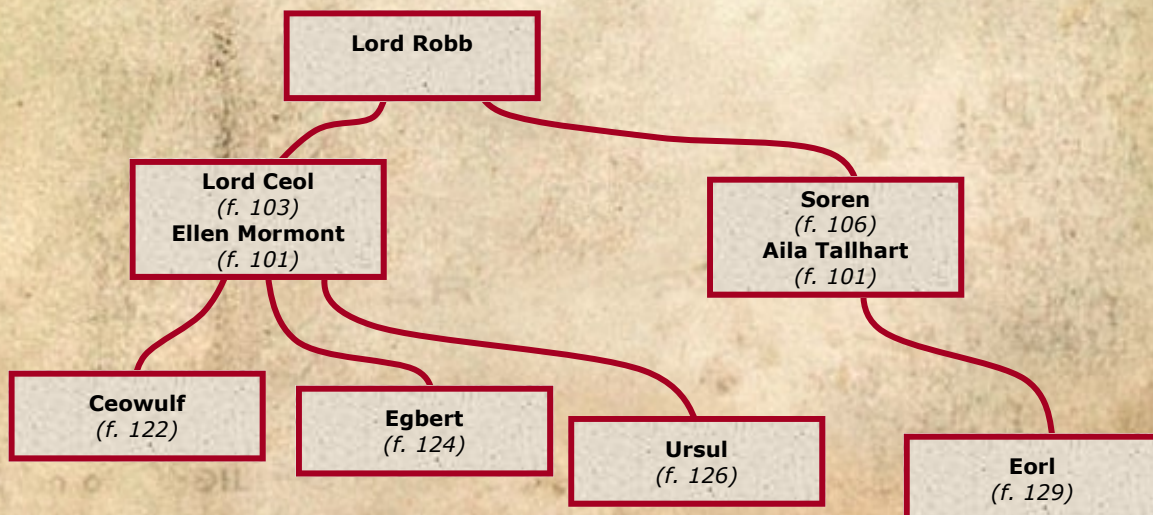 Lord Robb
Lord Ceol
(f. 103)
Ellen Mormont
(f. 101)
Soren
(f. 106)
Aila Tallhart
(f. 101)
Ceowulf
(f. 122)
Egbert
(f. 124)
Ursul
(f. 126)
Eorl
(f. 129)